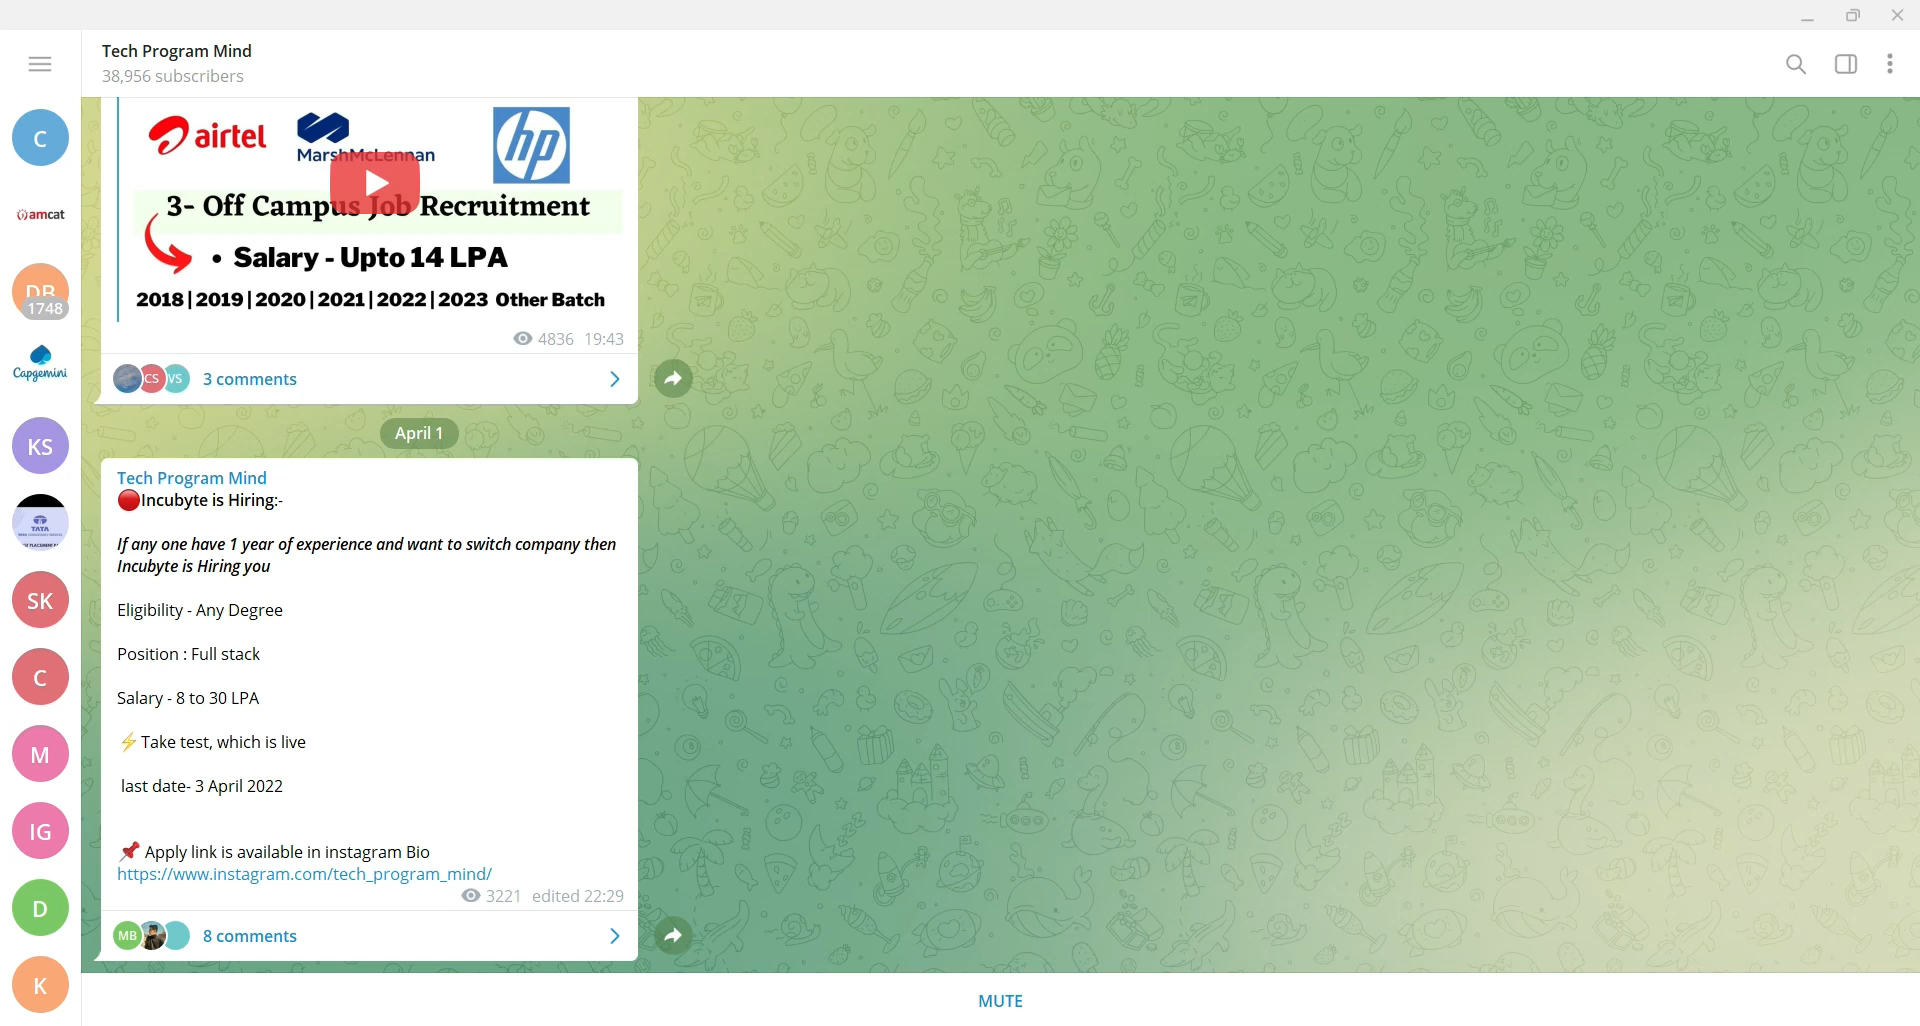 Tech Program Mind
38,956 subscribers
C
amcat
DB
1748
Capgemini
KS
TATA
SK
C
M
IG
D
K
airtel
MarshMcLennan
hp
3- Off Campus Job Recruitment
• Salary - Upto 14 LPA
2018|2019|2020|2021|2022|2023 Other Batch
4836 19:43
CS VS 3 comments
April 1
Tech Program Mind
🔴Incubyte is Hiring:-
If any one have 1 year of experience and want to switch company then
Incubyte is Hiring you
Eligibility - Any Degree
Position : Full stack
Salary - 8 to 30 LPA
⚡Take test, which is live
last date- 3 April 2022
📌 Apply link is available in instagram Bio
https://www.instagram.com/tech_program_mind/
3221 edited 22:29
MB 8 comments
MUTE